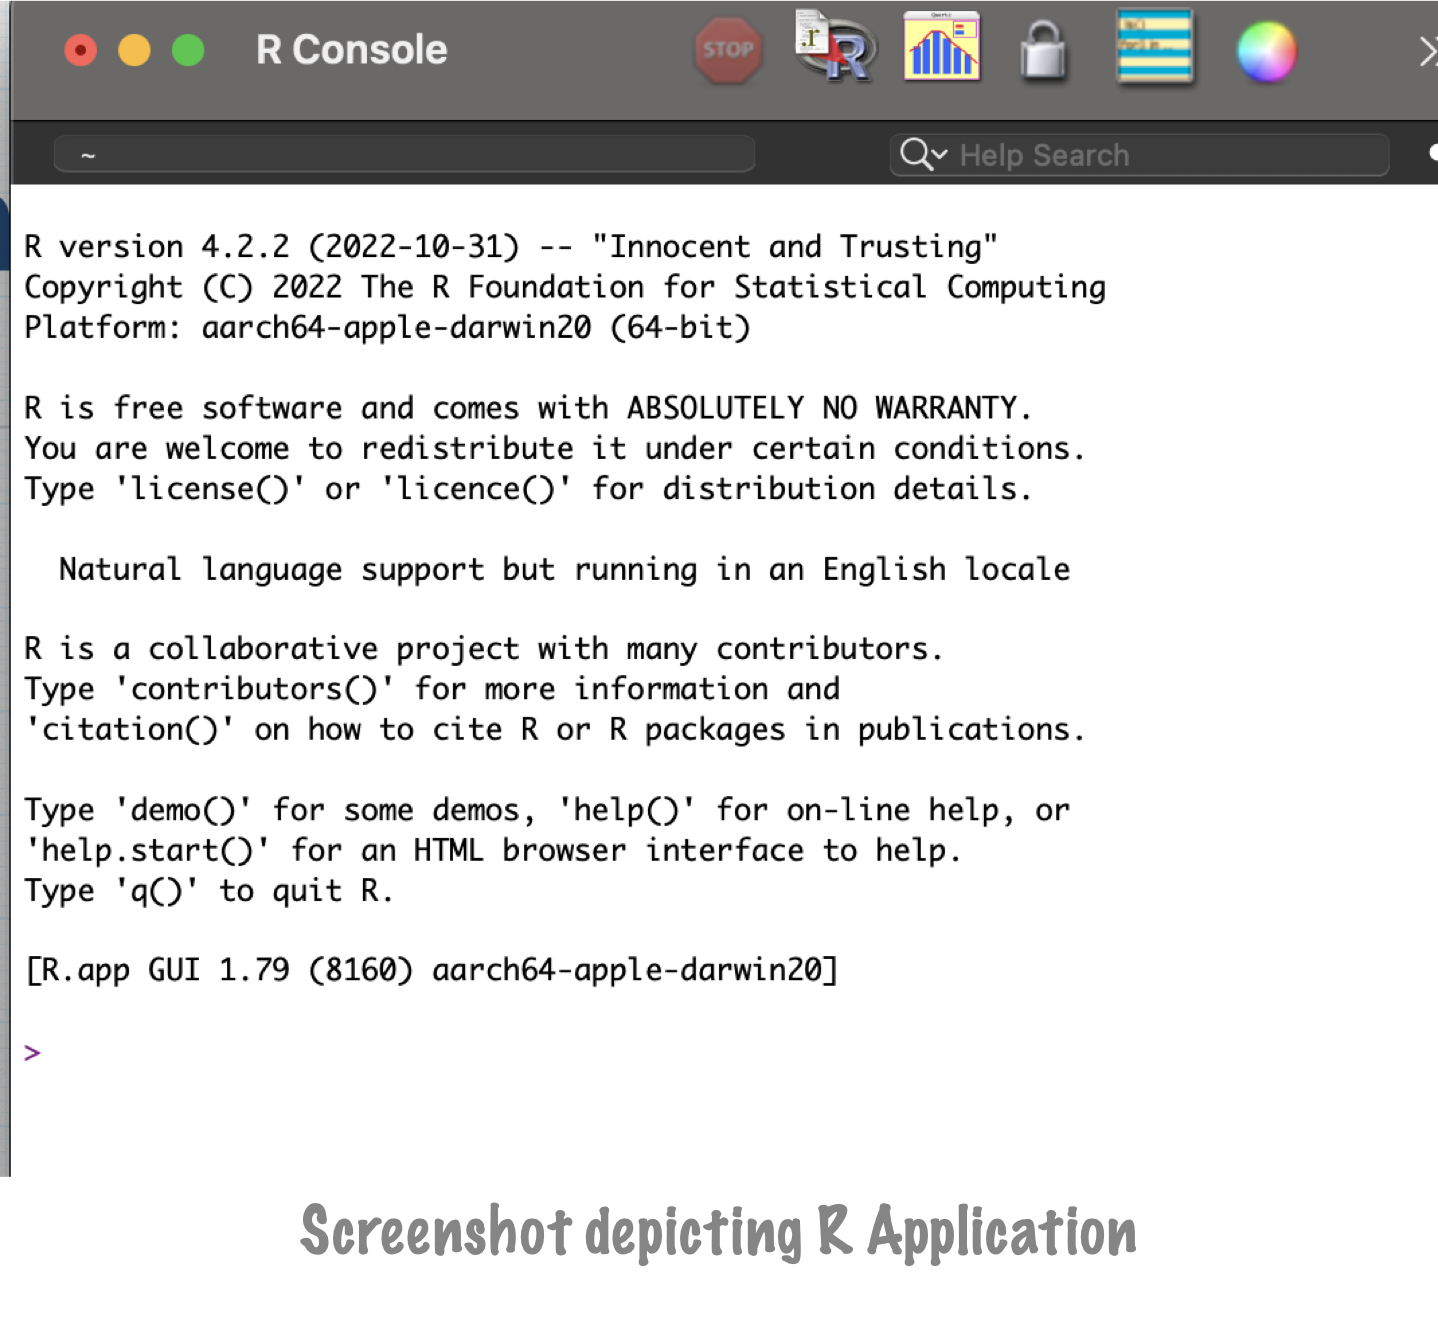 R Console
STOP
~
Help Search
R version 4.2.2 (2022-10-31) -- "Innocent and Trusting"
Copyright (C) 2022 The R Foundation for Statistical Computing
Platform: aarch64-apple-darwin20 (64-bit)
R is free software and comes with ABSOLUTELY NO WARRANTY.
You are welcome to redistribute it under certain conditions.
Type 'license()' or 'licence()' for distribution details.
Natural language support but running in an English locale
R is a collaborative project with many contributors.
Type 'contributors()' for more information and
'citation()' on how to cite R or R packages in publications.
Type 'demo()' for some demos, 'help()' for on-line help, or
'help.start()' for an HTML browser interface to help.
Type 'q()' to quit R.
[R.app GUI 1.79 (8160) aarch64-apple-darwin20]
>
Screenshot depicting R Application